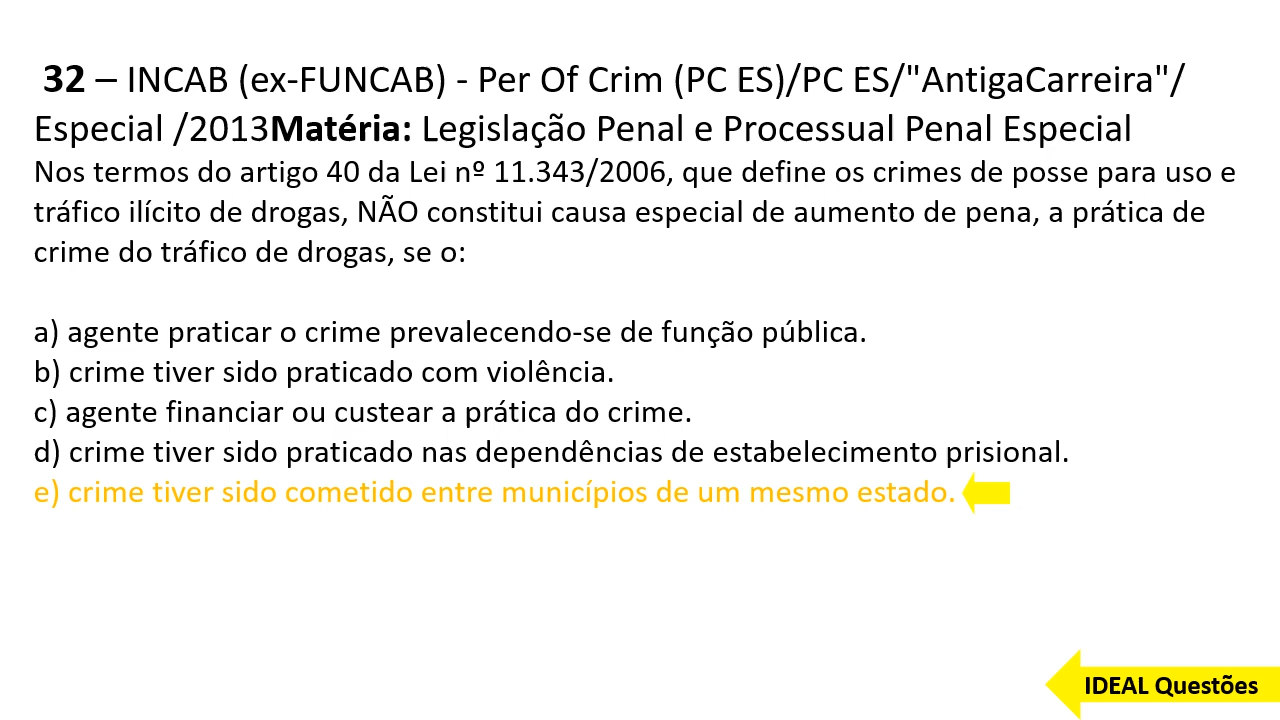 32 – INCAB (ex-FUNCAB) - Per Of Crim (PC ES)/PC ES/"AntigaCarreira"/
Especial /2013Matéria: Legislação Penal e Processual Penal Especial
Nos termos do artigo 40 da Lei nº 11.343/2006, que define os crimes de posse para uso e
tráfico ilícito de drogas, NÃO constitui causa especial de aumento de pena, a prática de
crime do tráfico de drogas, se o:
a) agente praticar o crime prevalecendo-se de função pública.
b) crime tiver sido praticado com violência.
c) agente financiar ou custear a prática do crime.
d) crime tiver sido praticado nas dependências de estabelecimento prisional.
e) crime tiver sido cometido entre municípios de um mesmo estado.
IDEAL Questões